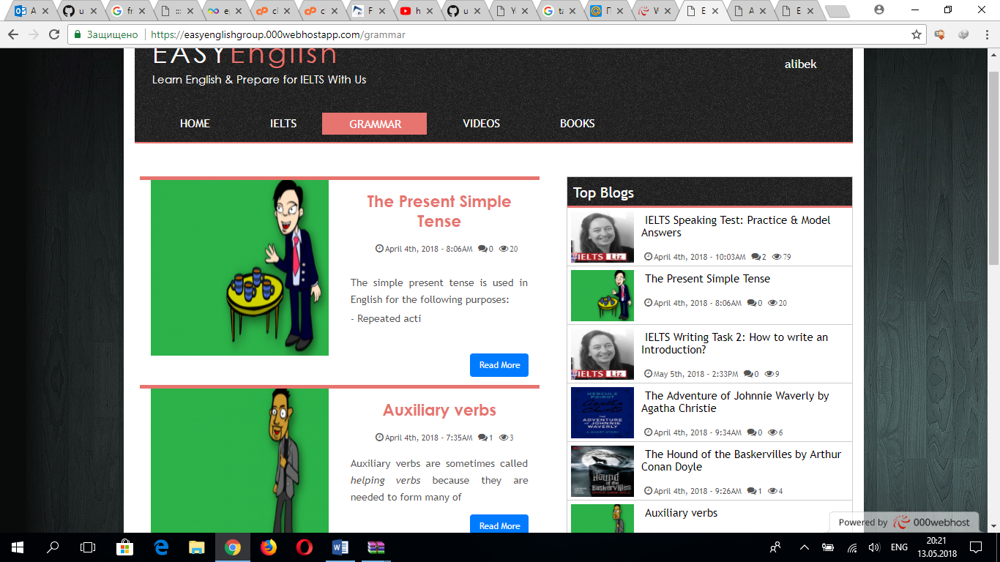 A
u
fr
:::
e
cl
c
F
h
u
Y
ta
П
V
E
A
E
Защищено
https://easyenglishgroup.000webhostapp.com/grammar
EASYEnglish
Learn English & Prepare for IELTS With Us
alibek
HOME IELTS GRAMMAR VIDEOS BOOKS
The Present Simple
Tense
April 4th, 2018 - 8:06AM 0 20
The simple present tense is used in
English for the following purposes:
- Repeated acti
Read More
Auxiliary verbs
April 4th, 2018 - 7:35AM 1 3
Auxiliary verbs are sometimes called
helping verbs because they are
needed to form many of
Read More
Top Blogs
IELTS Liz
IELTS Speaking Test: Practice & Model
Answers
April 4th, 2018 - 10:03AM 2 79
The Present Simple Tense
April 4th, 2018 - 8:06AM 0 20
IELTS Liz
IELTS Writing Task 2: How to write an
Introduction?
May 5th, 2018 - 2:33PM 0 9
HERCULE
POIROT
Agatha
Christie
THE
ADVENTURE
OF JOHNNIE
WAVERLY
A SHORT STORY
The Adventure of Johnnie Waverly by
Agatha Christie
April 4th, 2018 - 9:34AM 0 6
The
Hound
of the
Baskervilles
The Hound of the Baskervilles by Arthur
Conan Doyle
April 4th, 2018 - 9:26AM 1 4
Auxiliary verbs
Powered by 000webhost
ENG
20:21
13.05.2018